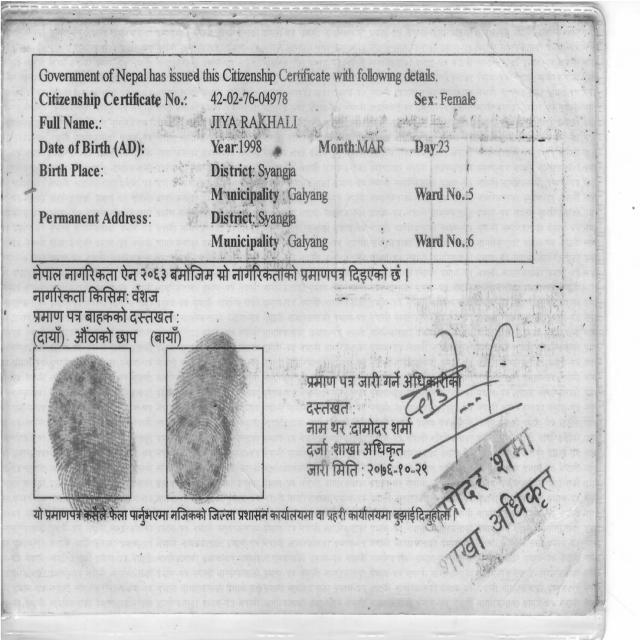 Government of Nepal has issued this Citizenship Certificate with following details.
Citizenship Certificate No.: 42-02-76-04978 Sex: Female
Full Name.: JIYA RAKHALI
Date of Birth (AD): Year:1998 Month:MAR Day:23
Birth Place: District: Syangja
Municipality : Galyang Ward No.:5
Permanent Address: District: Syangja
Municipality : Galyang Ward No.:6
नेपाल नागरिकता ऐन २०६३ बमोजिम यो नागरिकताको प्रमाणपत्र दिइएको छ ।
नागरिकता किसिम: वंशज
प्रमाण पत्र बाहकको दस्तखत :
(दायाँ) औंठाको छाप (बायाँ)
प्रमाण पत्र जारी गर्ने अधिकारीको
दस्तखत :
नाम थर : दामोदर शर्मा
दर्जा : शाखा अधिकृत
जारी मिति : २०७६-१०-२९
दामोदर शर्मा
शाखा अधिकृत
यो प्रमाणपत्र कसैले फेला पार्नुभएमा नजिकको जिल्ला प्रशासन कार्यालयमा वा प्रहरी कार्यालयमा बुझाईदिनुहोला ।